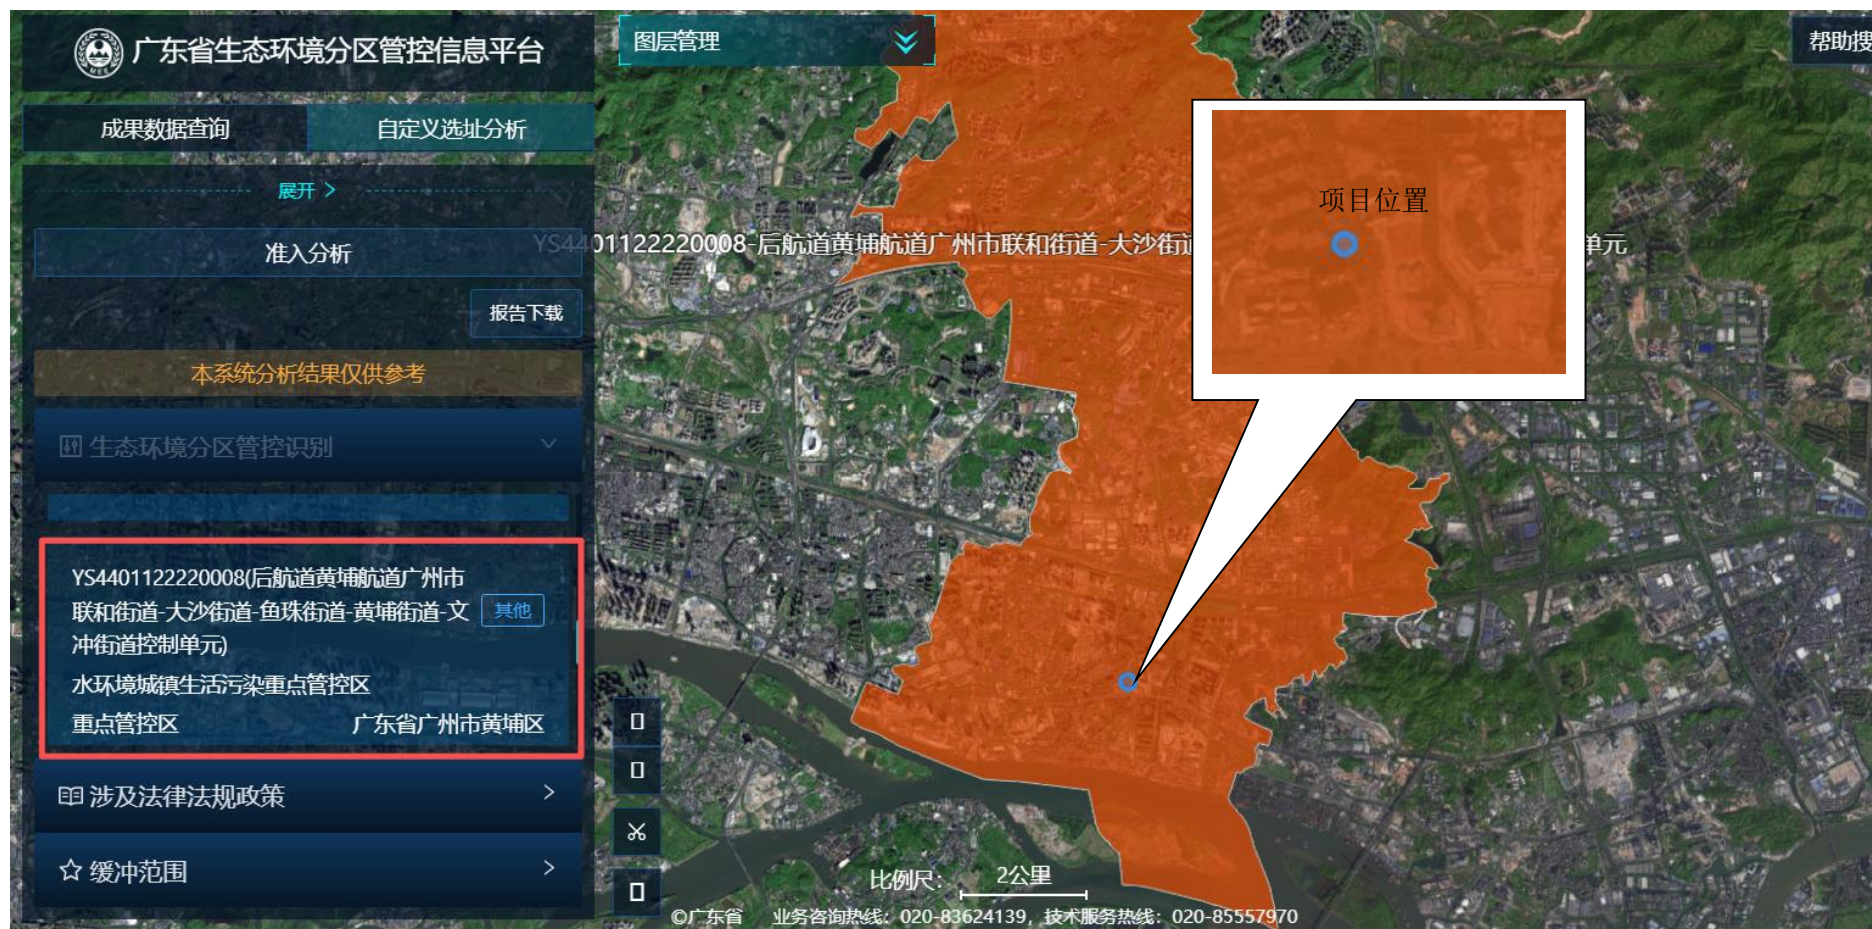 广东省生态环境分区管控信息平台
图层管理
帮助搜
成果数据查询
自定义选址分析
展开 >
准入分析
报告下载
本系统分析结果仅供参考
生态环境分区管控识别
YS4401122220008(后航道黄埔航道广州市
联和街道-大沙街道-鱼珠街道-黄埔街道-文
冲街道控制单元)
其他
水环境城镇生活污染重点管控区
重点管控区
广东省广州市黄埔区
涉及法律法规政策
缓冲范围
YS4401122220008-后航道黄埔航道广州市联和街道-大沙街道
单元
项目位置
比例尺：
2公里
©广东省 业务咨询热线：020-83624139，技术服务热线：020-85557970